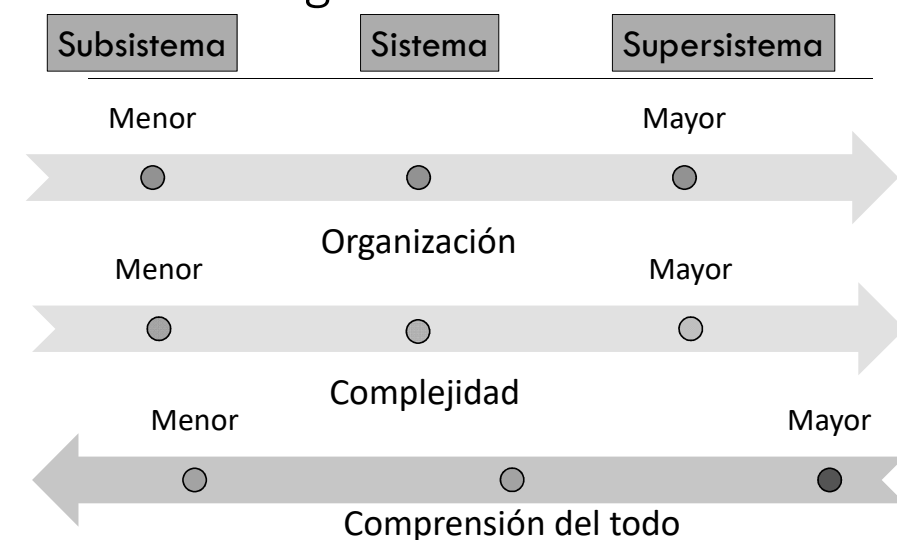 Subsistema Sistema Supersistema
Menor Mayor
Organización
Menor Mayor
Complejidad
Menor Mayor
Comprensión del todo